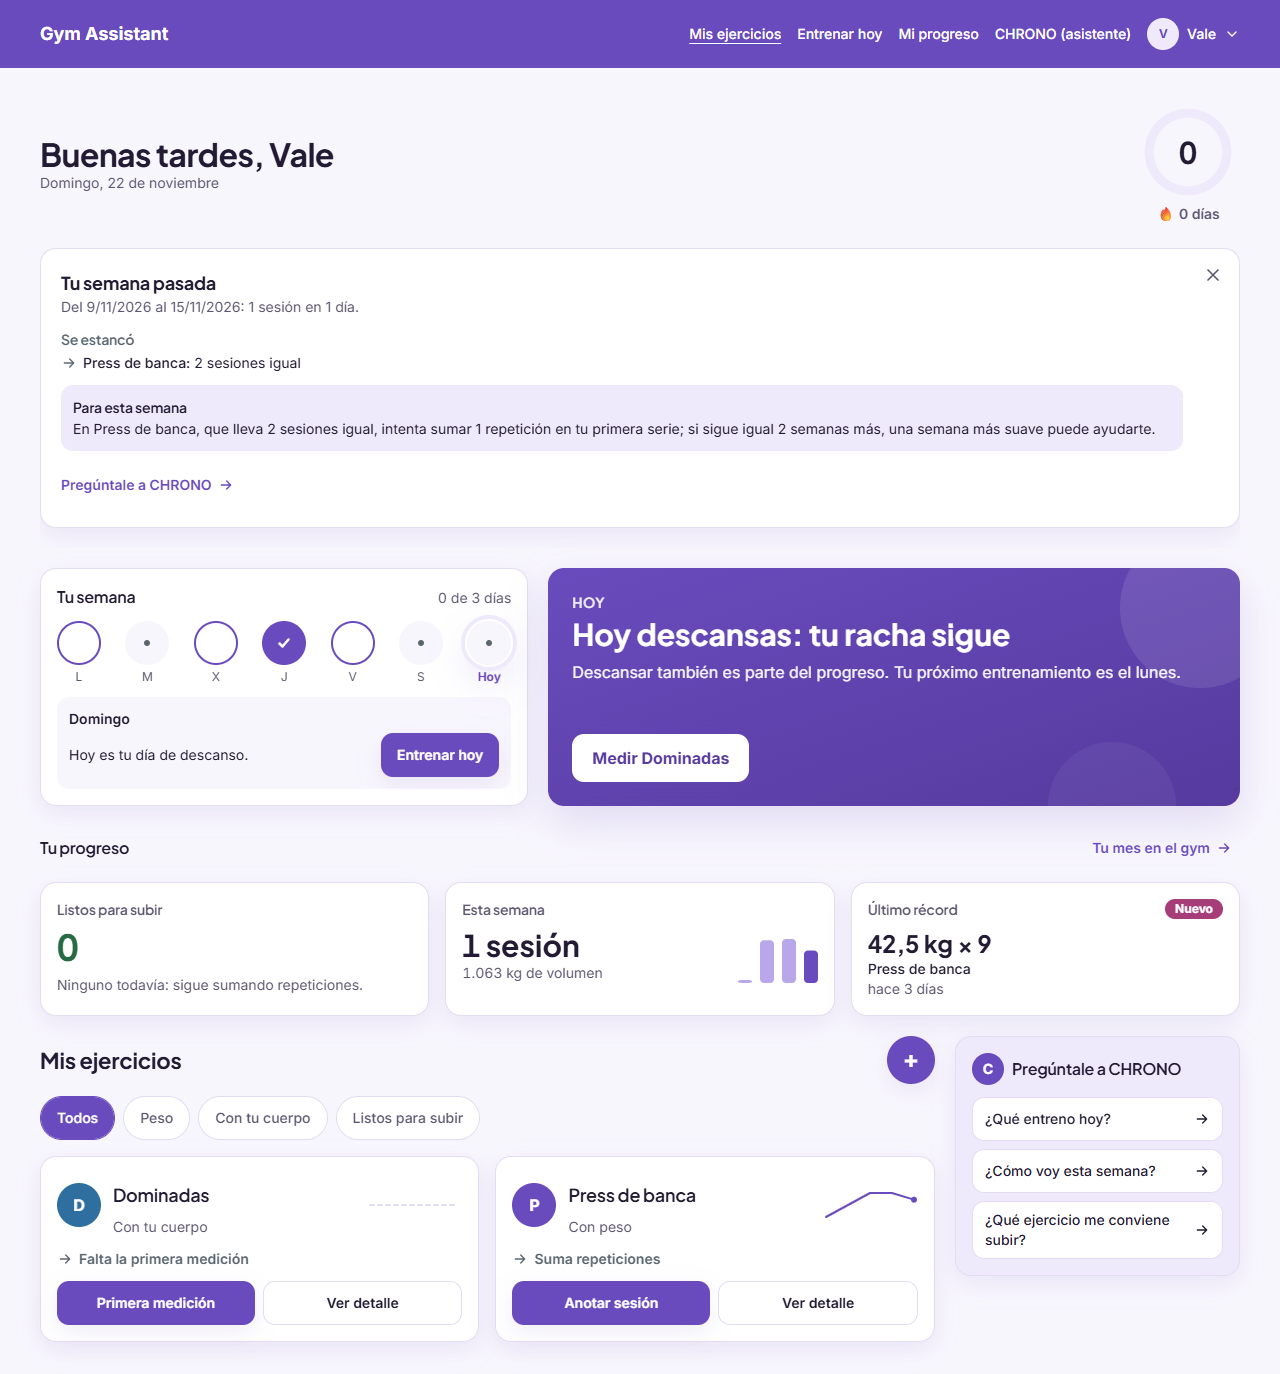 Gym Assistant
Mis ejercicios
Entrenar hoy
Mi progreso
CHRONO (asistente)
V
Vale
Buenas tardes, Vale
Domingo, 22 de noviembre
0
🔥 0 días
Tu semana pasada
Del 9/11/2026 al 15/11/2026: 1 sesión en 1 día.
Se estancó
→ Press de banca: 2 sesiones igual
Para esta semana
En Press de banca, que lleva 2 sesiones igual, intenta sumar 1 repetición en tu primera serie; si sigue igual 2 semanas más, una semana más suave puede ayudarte.
Pregúntale a CHRONO →
Tu semana
0 de 3 días
L M X J V S Hoy
Domingo
Hoy es tu día de descanso.
Entrenar hoy
HOY
Hoy descansas: tu racha sigue
Descansar también es parte del progreso. Tu próximo entrenamiento es el lunes.
Medir Dominadas
Tu progreso
Tu mes en el gym →
Listos para subir
0
Ninguno todavía: sigue sumando repeticiones.
Esta semana
1 sesión
1.063 kg de volumen
Último récord
Nuevo
42,5 kg × 9
Press de banca
hace 3 días
Mis ejercicios
+
Todos
Peso
Con tu cuerpo
Listos para subir
D
Dominadas
Con tu cuerpo
→ Falta la primera medición
Primera medición
Ver detalle
P
Press de banca
Con peso
→ Suma repeticiones
Anotar sesión
Ver detalle
C
Pregúntale a CHRONO
¿Qué entreno hoy? →
¿Cómo voy esta semana? →
¿Qué ejercicio me conviene
subir? →